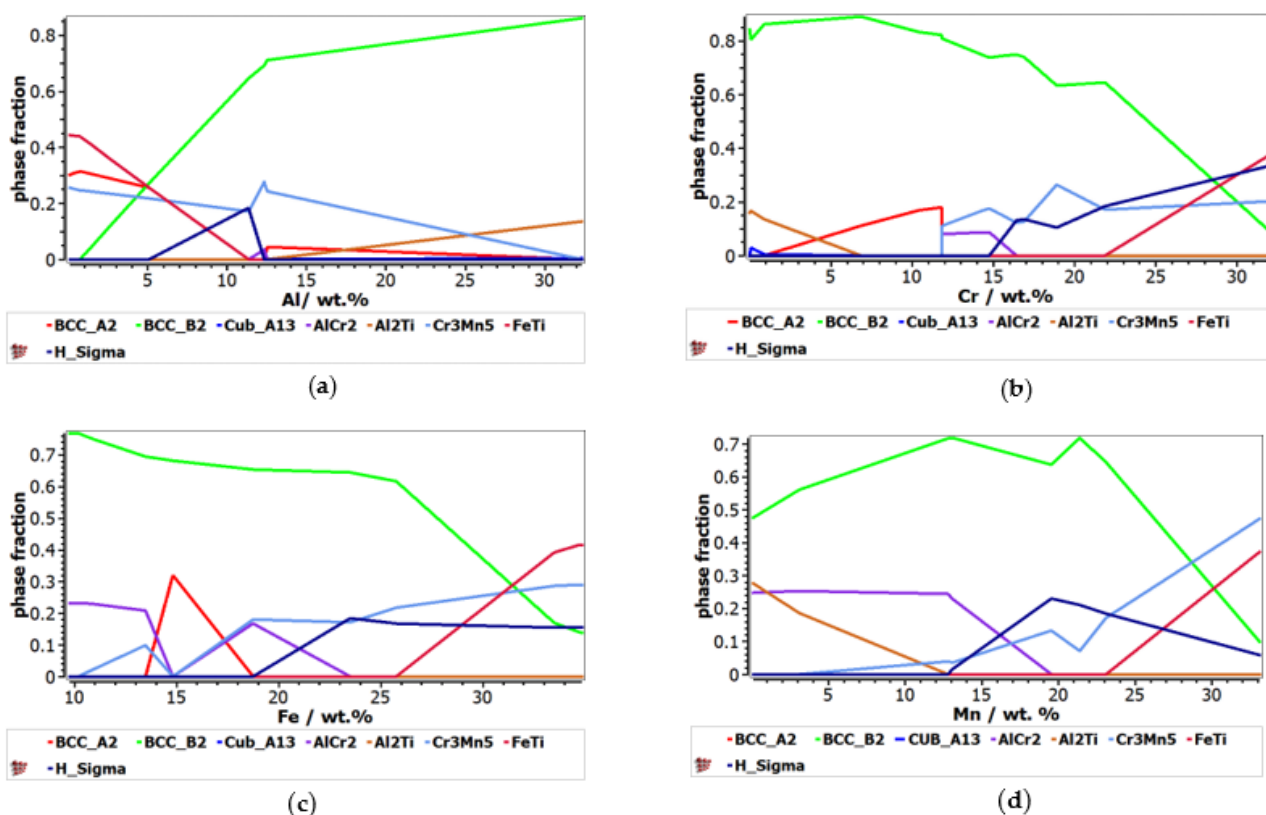 phase fraction
0.8
0.6
0.4
0.2
0
5 10 15 20 25 30
Al/ wt.%
BCC_A2 BCC_B2 Cub_A13 AlCr2 Al2Ti Cr3Mn5 FeTi
H_Sigma
(a)
phase fraction
0.8
0.6
0.4
0.2
0
5 10 15 20 25 30
Cr / wt.%
BCC_A2 BCC_B2 Cub_A13 AlCr2 Al2Ti Cr3Mn5 FeTi
H_Sigma
(b)
phase fraction
0.7
0.6
0.5
0.4
0.3
0.2
0.1
0
10 15 20 25 30
Fe / wt.%
BCC_A2 BCC_B2 Cub_A13 AlCr2 Al2Ti Cr3Mn5 FeTi
H_Sigma
(c)
phase fraction
0.7
0.6
0.5
0.4
0.3
0.2
0.1
0
5 10 15 20 25 30
Mn / wt. %
BCC_A2 BCC_B2 CUB_A13 AlCr2 Al2Ti Cr3Mn5 FeTi
H_Sigma
(d)